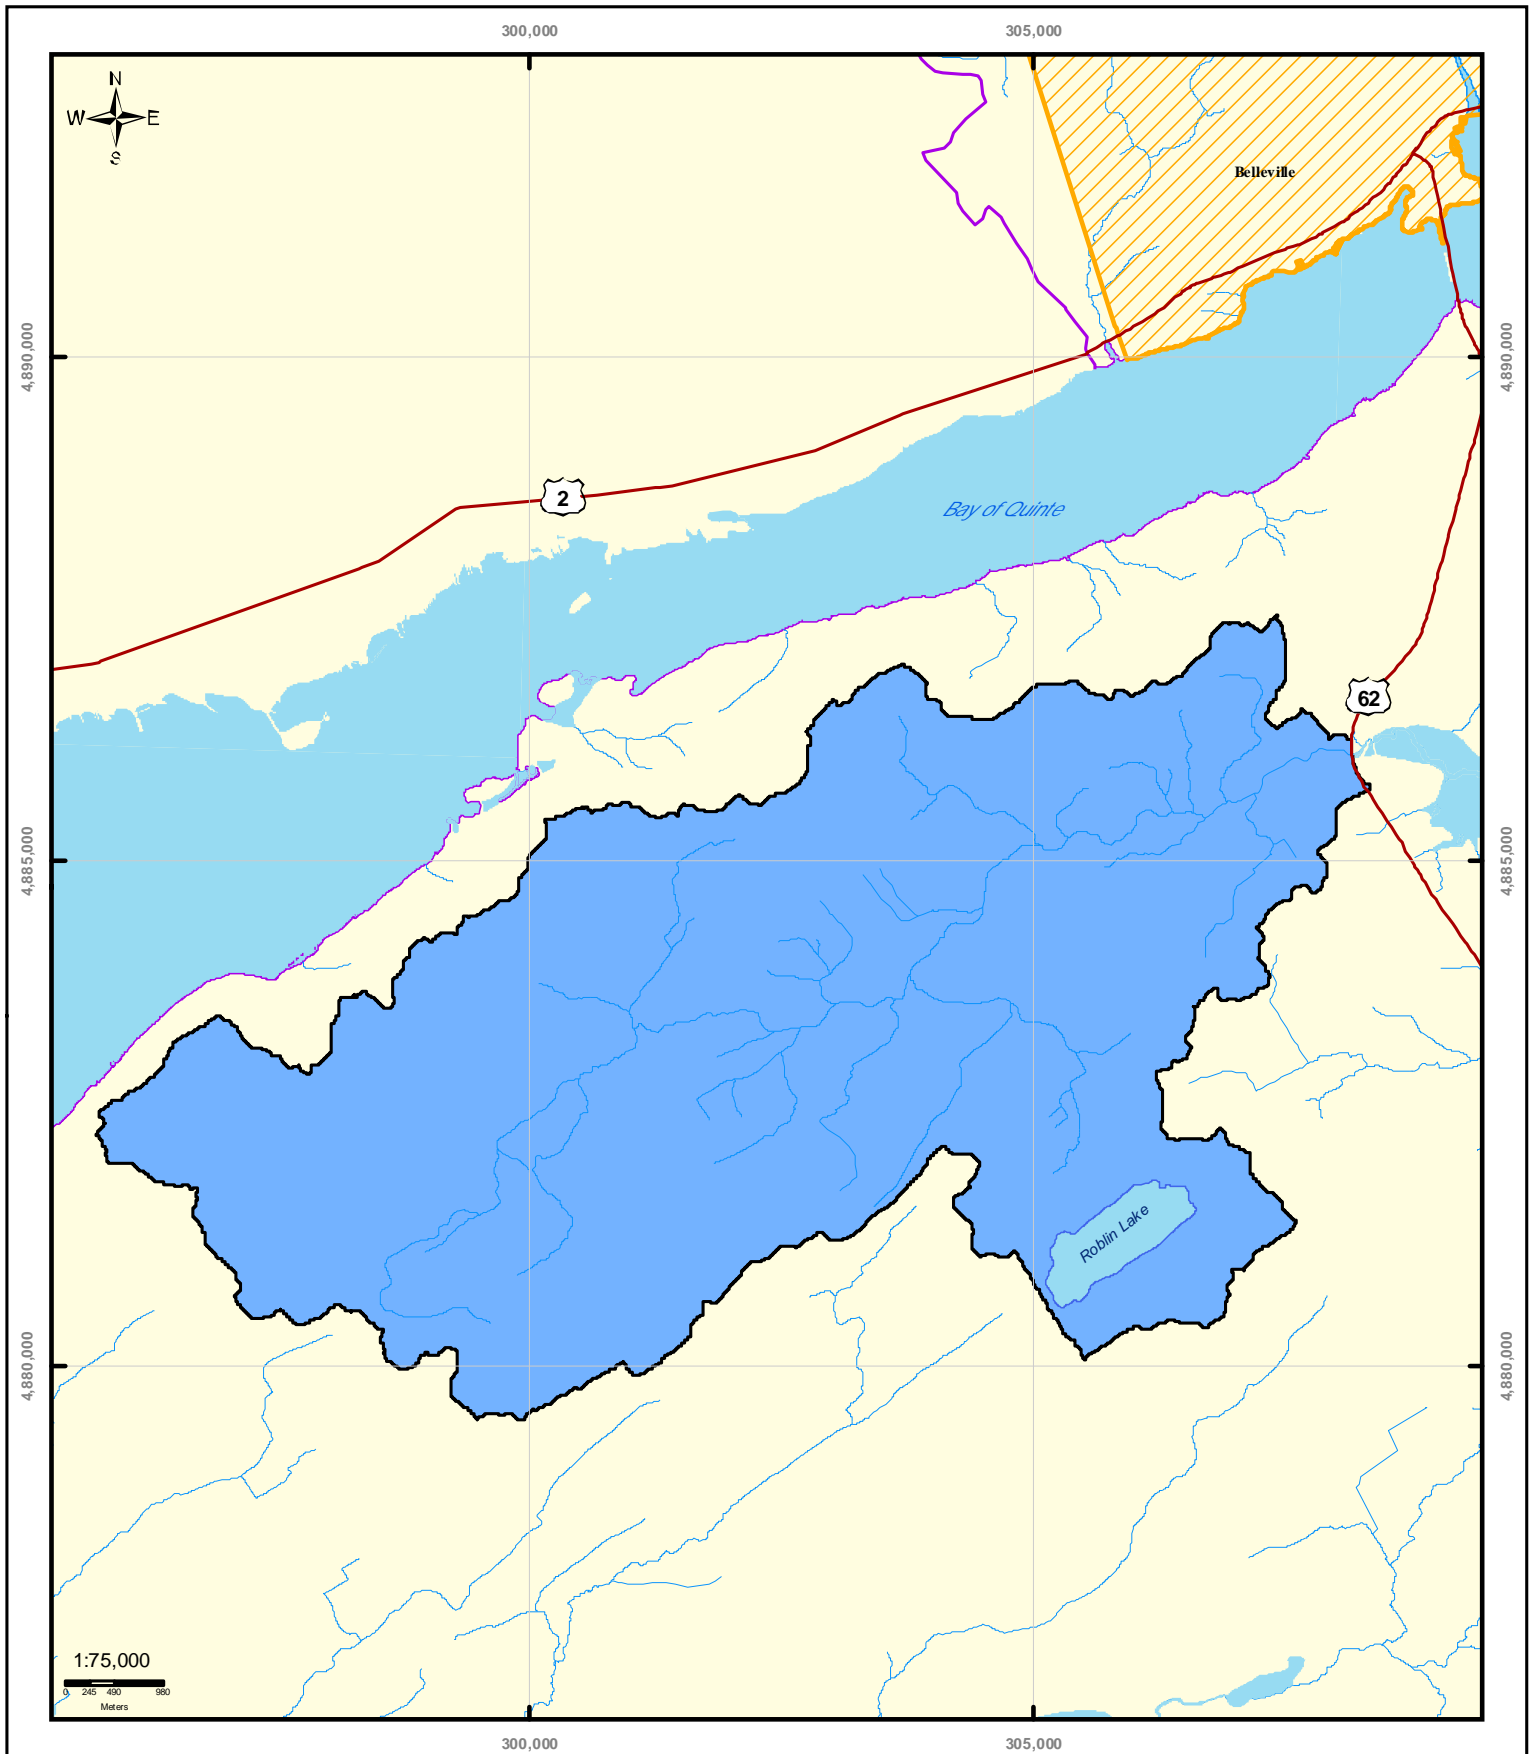 300,000 305,000
N
W E
S
Belleville
4,890,000 4,890,000
2
Bay of Quinte
62
4,885,000 4,885,000
Roblin Lake
4,880,000 4,880,000
1:75,000
0 245 490 980
Meters
300,000 305,000